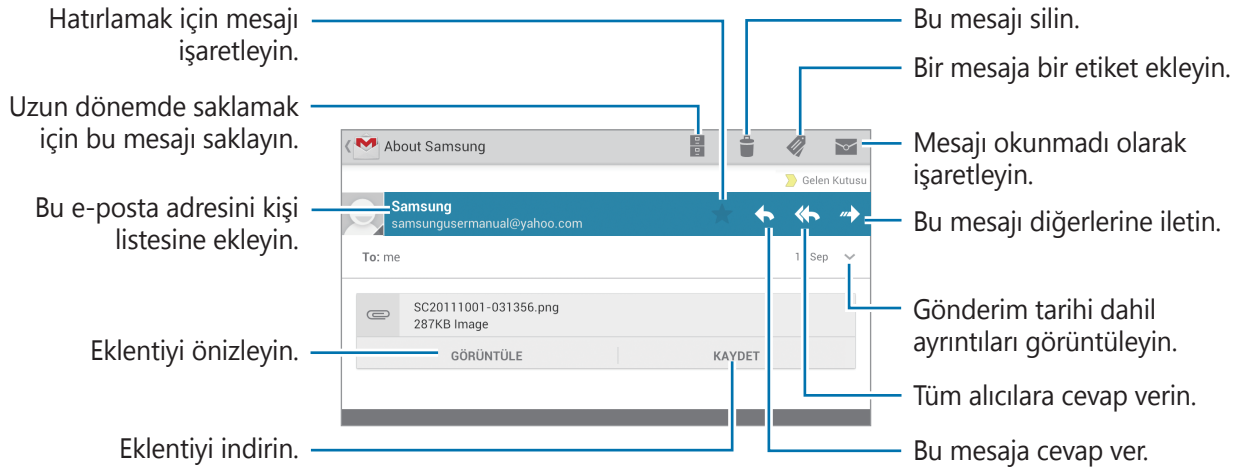 Hatırlamak için mesajı
işaretleyin.
Uzun dönemde saklamak
için bu mesajı saklayın.
Bu e-posta adresini kişi
listesine ekleyin.
Eklentiyi önizleyin.
Eklentiyi indirin.
About Samsung
Gelen Kutusu
Samsung
samsungusermanual@yahoo.com
To: me
Sep
SC20111001-031356.png
287KB Image
GÖRÜNTÜLE
KAYDET
Bu mesajı silin.
Bir mesaja bir etiket ekleyin.
Mesajı okunmadı olarak
işaretleyin.
Bu mesajı diğerlerine iletin.
Gönderim tarihi dahil
ayrıntıları görüntüleyin.
Tüm alıcılara cevap verin.
Bu mesaja cevap ver.